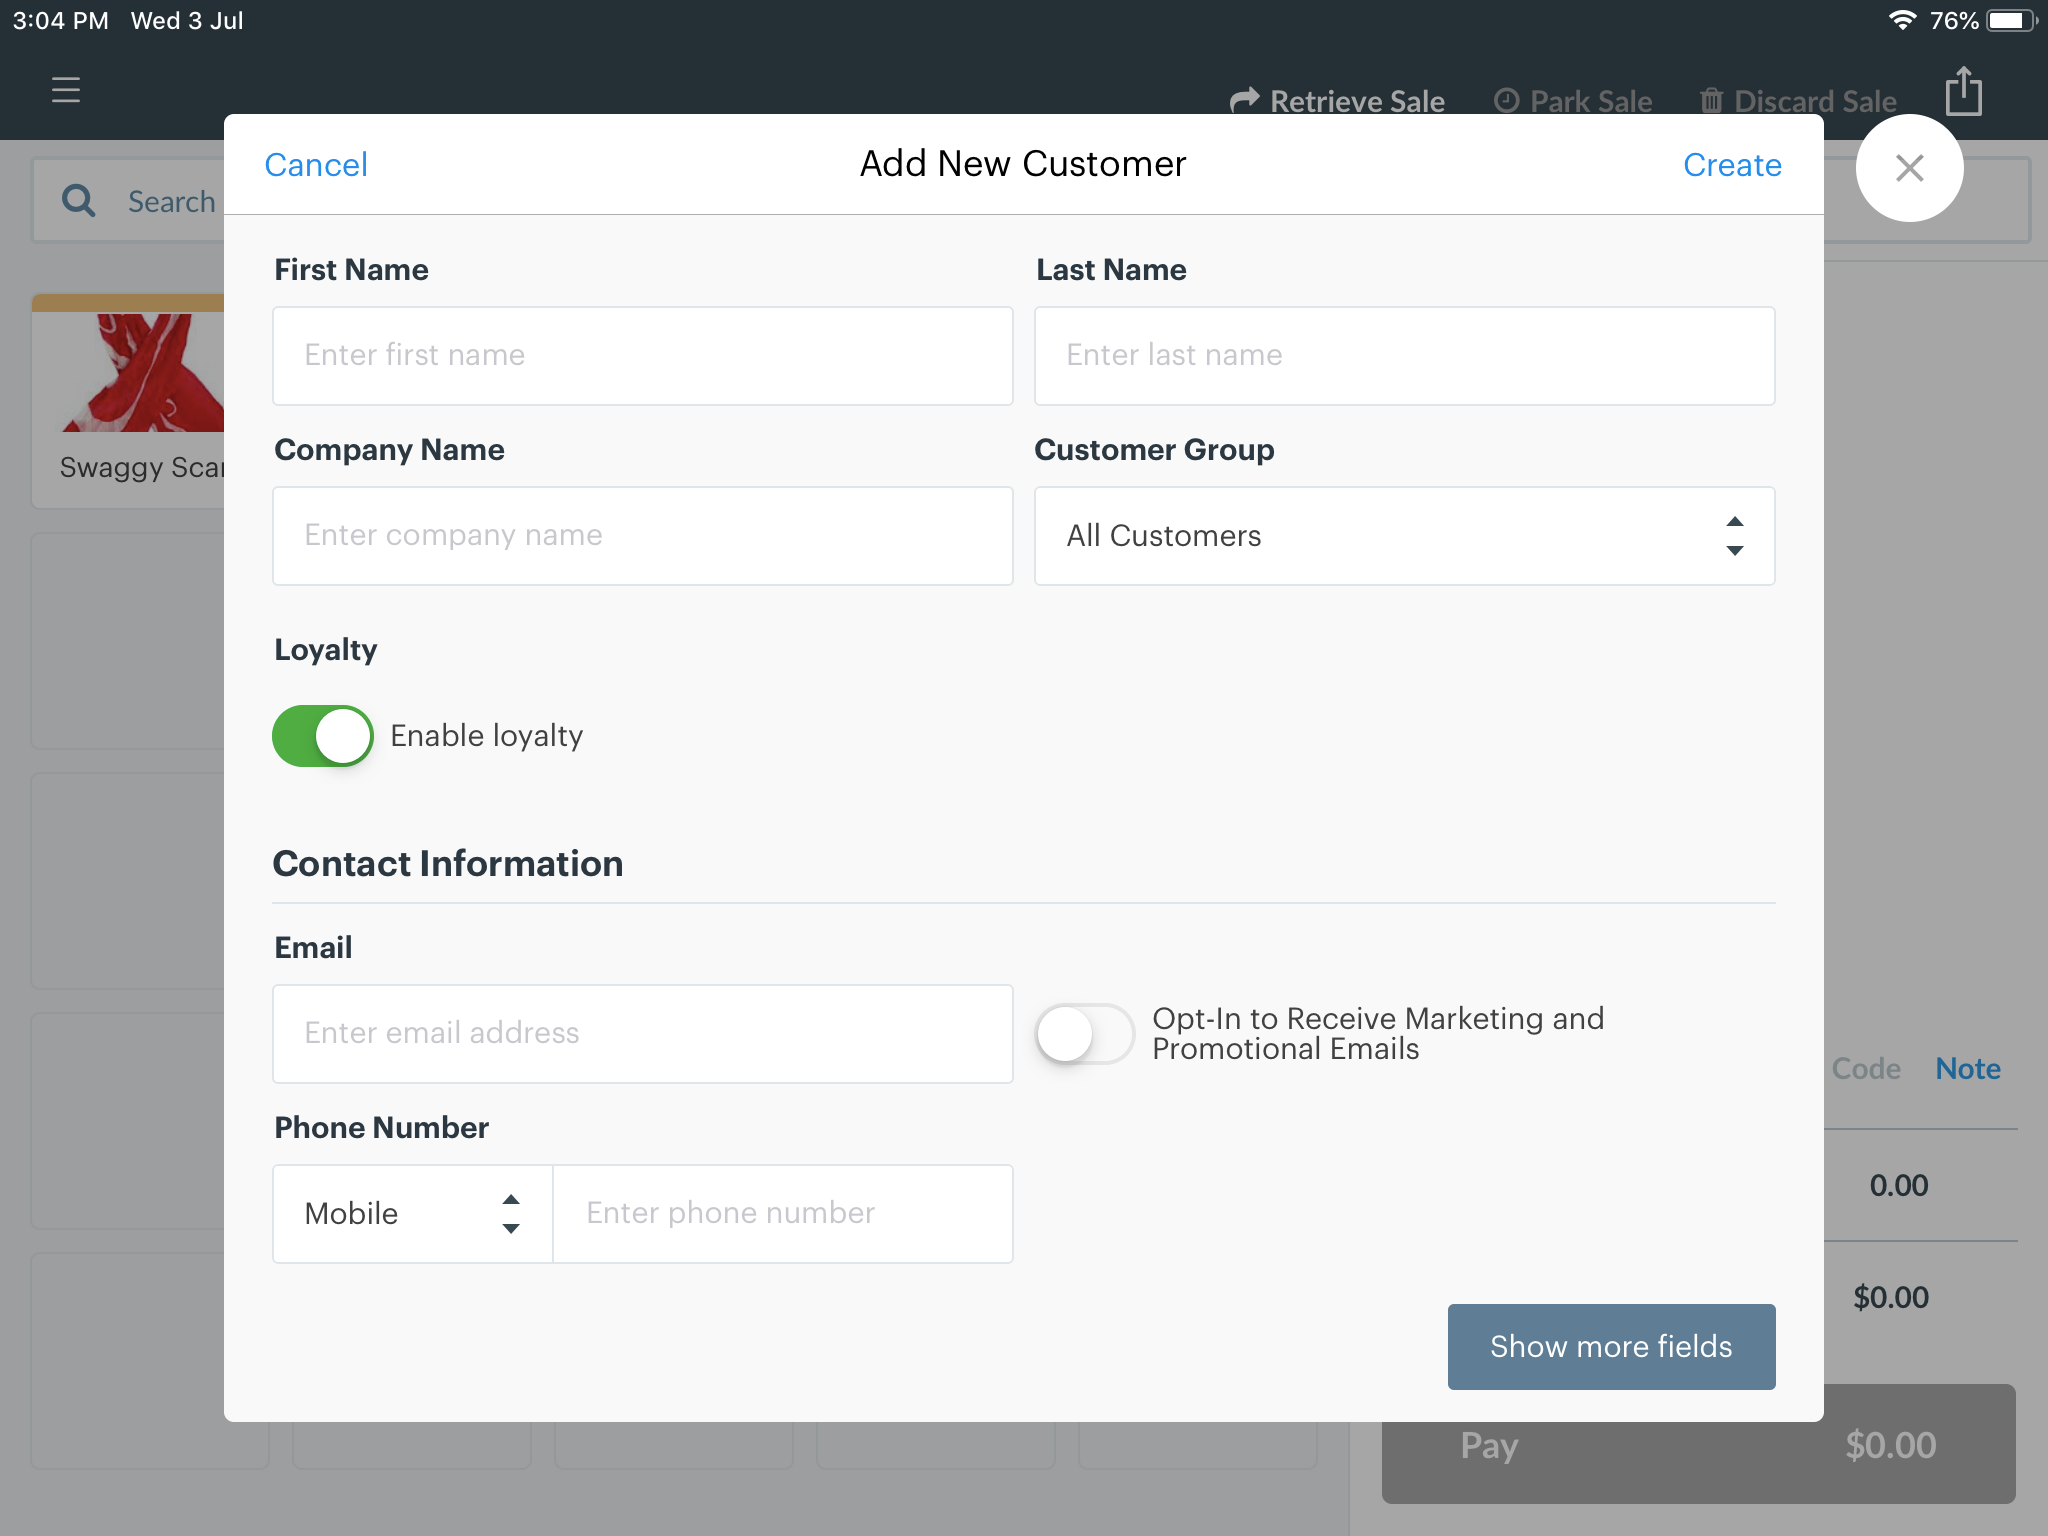 3:04 PM Wed 3 Jul
76%
Retrieve Sale Park Sale Discard Sale
Search
Cancel Add New Customer Create
First Name Last Name
Enter first name Enter last name
Swaggy Scar
Company Name Customer Group
Enter company name All Customers
Loyalty
Enable loyalty
Contact Information
Email
Enter email address
Opt-In to Receive Marketing and
Promotional Emails
Code Note
Phone Number
Mobile Enter phone number
0.00
$0.00
Show more fields
Pay $0.00